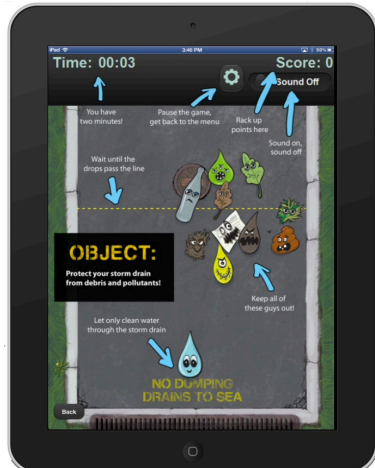 iPad
3:46 PM
50%
Time: 00:03
Score: 0
Sound Off
You have
two minutes!
Pause the game,
get back to the menu
Rack up
points here
Sound on,
sound off
Wait until the
drops pass the line
OBJECT:
Protect your storm drain
from debris and pollutants!
Keep all of
these guys out!
Let only clean water
through the storm drain
NO DUMPING
DRAINS TO SEA
Back